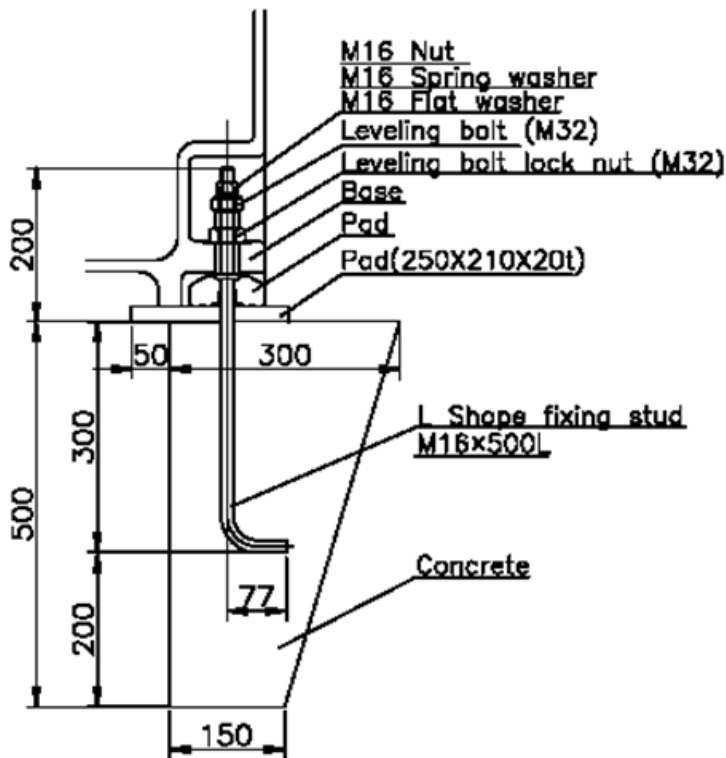 M16 Nut
M16 Spring washer
M16 Flat washer
Leveling bolt (M32)
Leveling bolt lock nut (M32)
Base
Pad
Pad(250X210X20t)
200
50
300
L Shape fixing stud
M16×500L
300
500
Concrete
77
200
150